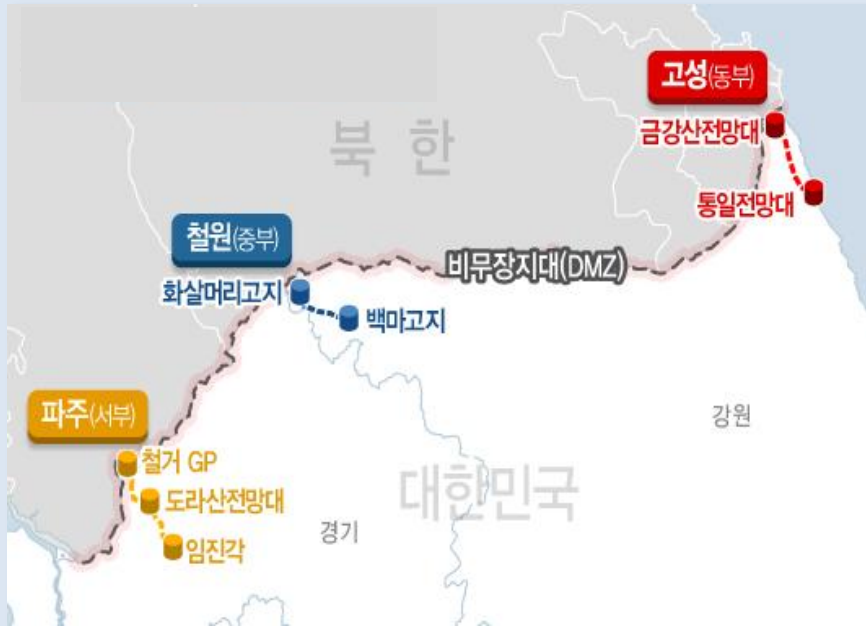 고성(동부)
금강산전망대
북한
통일전망대
철원(중부)
비무장지대(DMZ)
화살머리고지
백마고지
파주(서부)
강원
철거 GP
대한민국
도라산전망대
경기
임진각